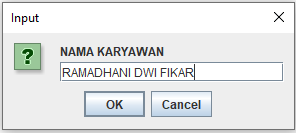 Input
NAMA KARYAWAN
RAMADHANI DWI FIKAR
OK
Cancel